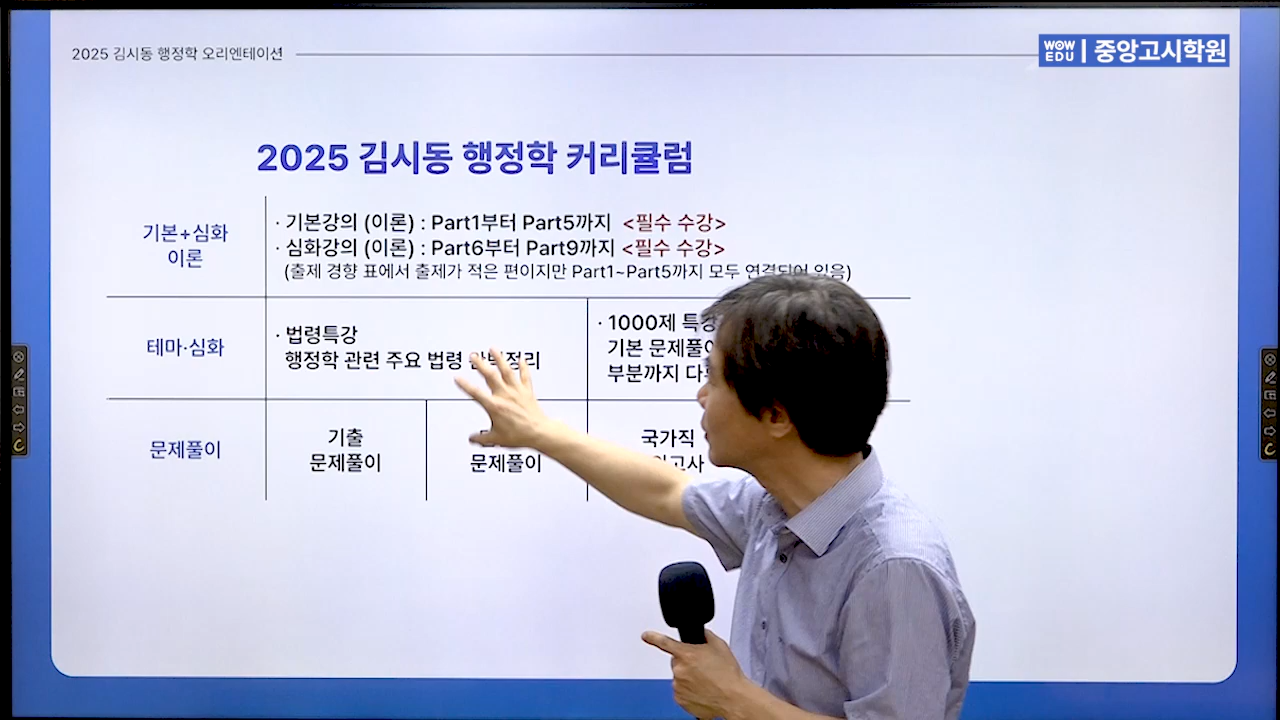 2025 김시동 행정학 오리엔테이션
WOW EDU | 중앙고시학원
2025 김시동 행정학 커리큘럼
기본+심화
이론
· 기본강의 (이론) : Part1부터 Part5까지 <필수 수강>
· 심화강의 (이론) : Part6부터 Part9까지 <필수 수강>
(출제 경향 표에서 출제가 적은 편이지만 Part1~Part5까지 모두 연결되어 있음)
테마·심화
· 법령특강
행정학 관련 주요 법령 정리
· 1000제 특강
기본 문제풀이
부분까지
문제풀이
기출
문제풀이
문제풀이
국가직